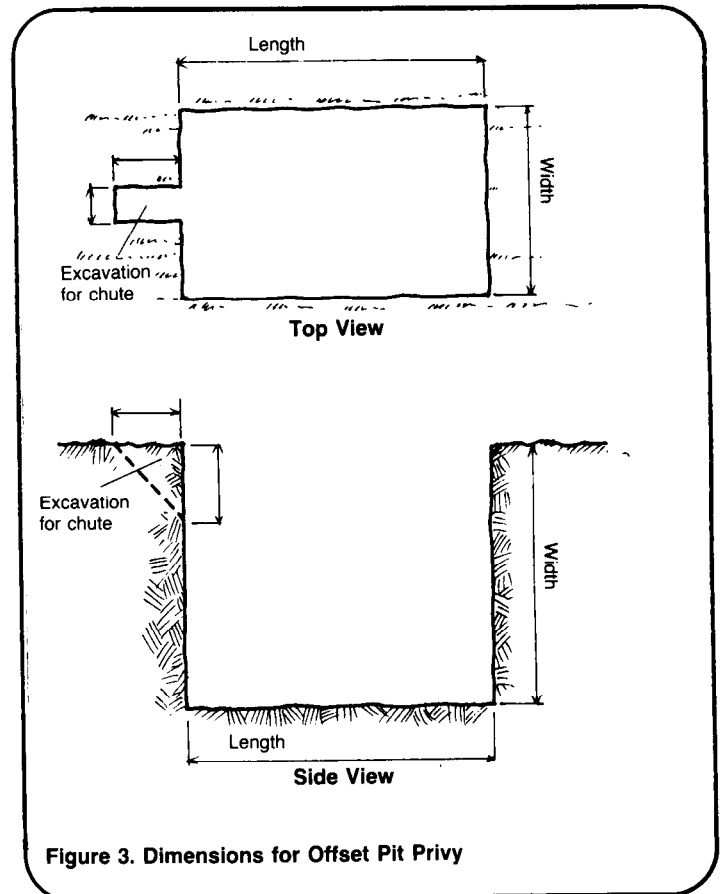 Length
Width
Excavation
for chute
Top View
Excavation
for chute
Width
Length
Side View
Figure 3. Dimensions for Offset Pit Privy